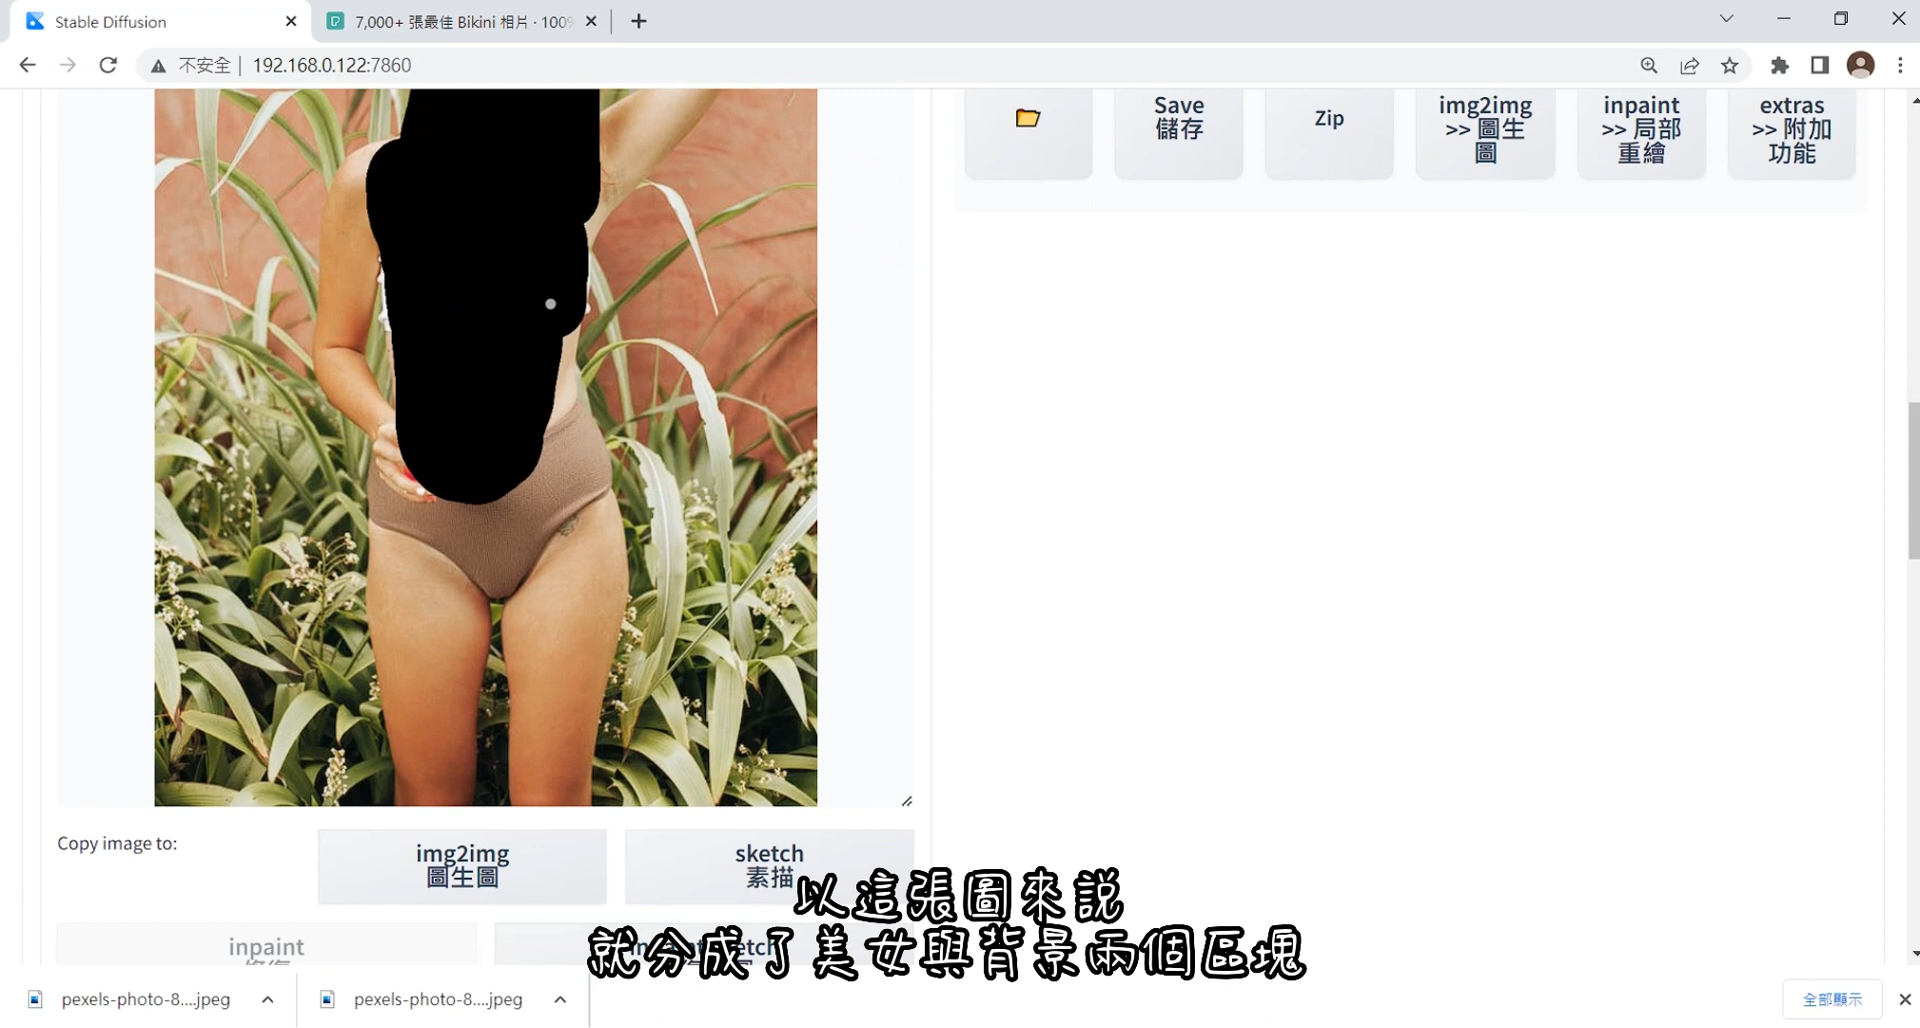 Stable Diffusion
7,000+ 張最佳 Bikini 相片 · 100%
不安全
192.168.0.122:7860
Save
儲存
Zip
img2img
>> 圖生
圖
inpaint
>> 局部
重繪
extras
>> 附加
功能
Copy image to:
img2img
圖生圖
sketch
素描
以這張圖來説
inpaint
就分成了美女與背景兩個區塊
pexels-photo-8....jpeg
pexels-photo-8....jpeg
全部顯示